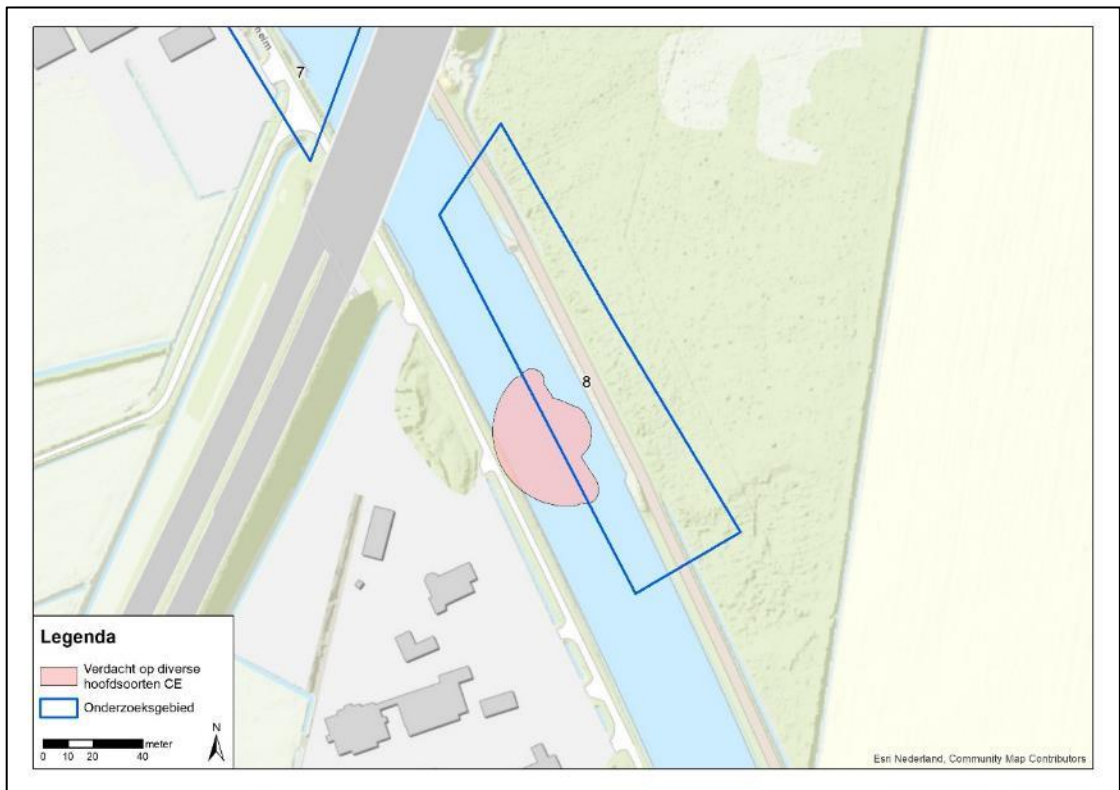 7
8
Legenda
Verdacht op diverse
hoofdsoorten CE
Onderzoeksgebied
N
meter
0 10 20 40
Esri Nederland, Community Map Contributors